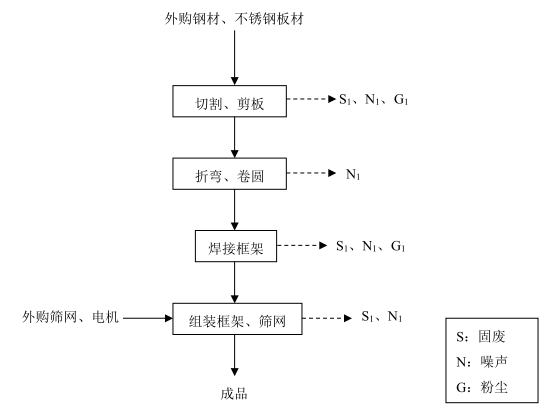 外购钢材、不锈钢板材
切割、剪板
S₁、N₁、G₁
折弯、卷圆
N₁
焊接框架
S₁、N₁、G₁
外购筛网、电机
组装框架、筛网
S₁、N₁
成品
S：固废
N：噪声
G：粉尘